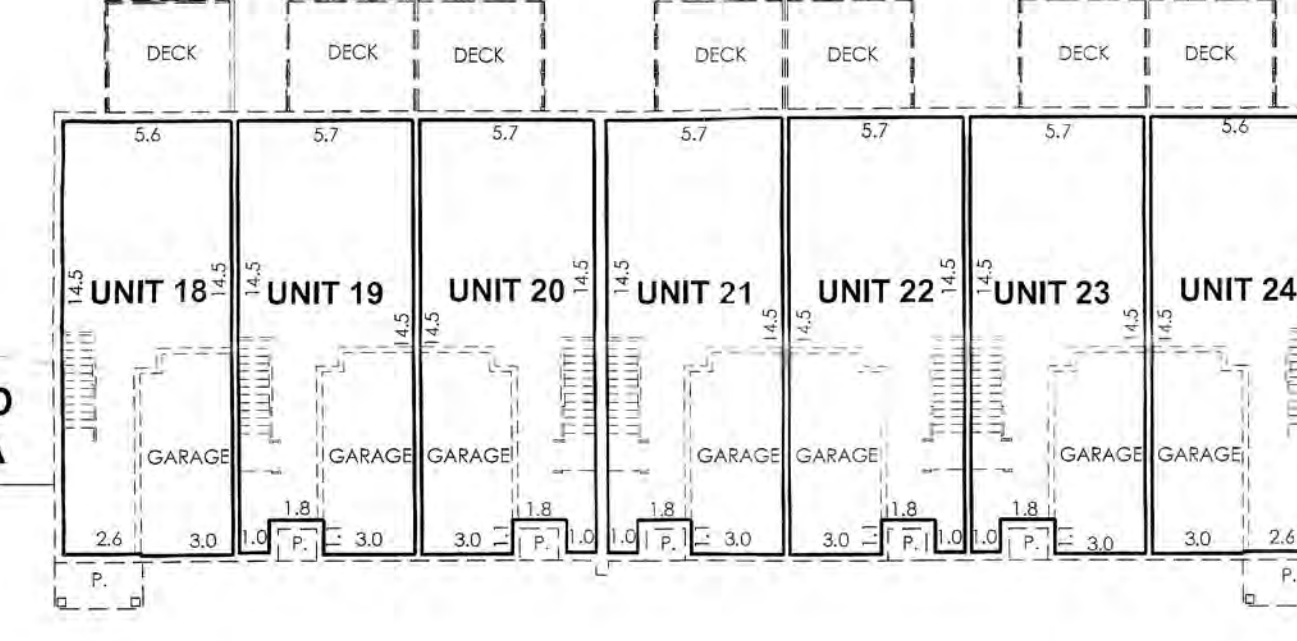 DECK DECK DECK DECK DECK DECK DECK
5.6 5.7 5.7 5.7 5.7 5.7 5.6
14.5 14.5 14.5 14.5 14.5 14.5 14.5
UNIT 18 UNIT 19 UNIT 20 UNIT 21 UNIT 22 UNIT 23 UNIT 24
14.5 14.5 14.5 14.5 14.5 14.5
GARAGE GARAGE GARAGE GARAGE GARAGE GARAGE GARAGE
1.8 1.8 1.8 1.8 1.8
2.6 3.0 1.0 P. 3.0 3.0 P. 1.0 1.0 P. 3.0 3.0 P. 1.0 1.0 P. 3.0 3.0 2.6
P. P.